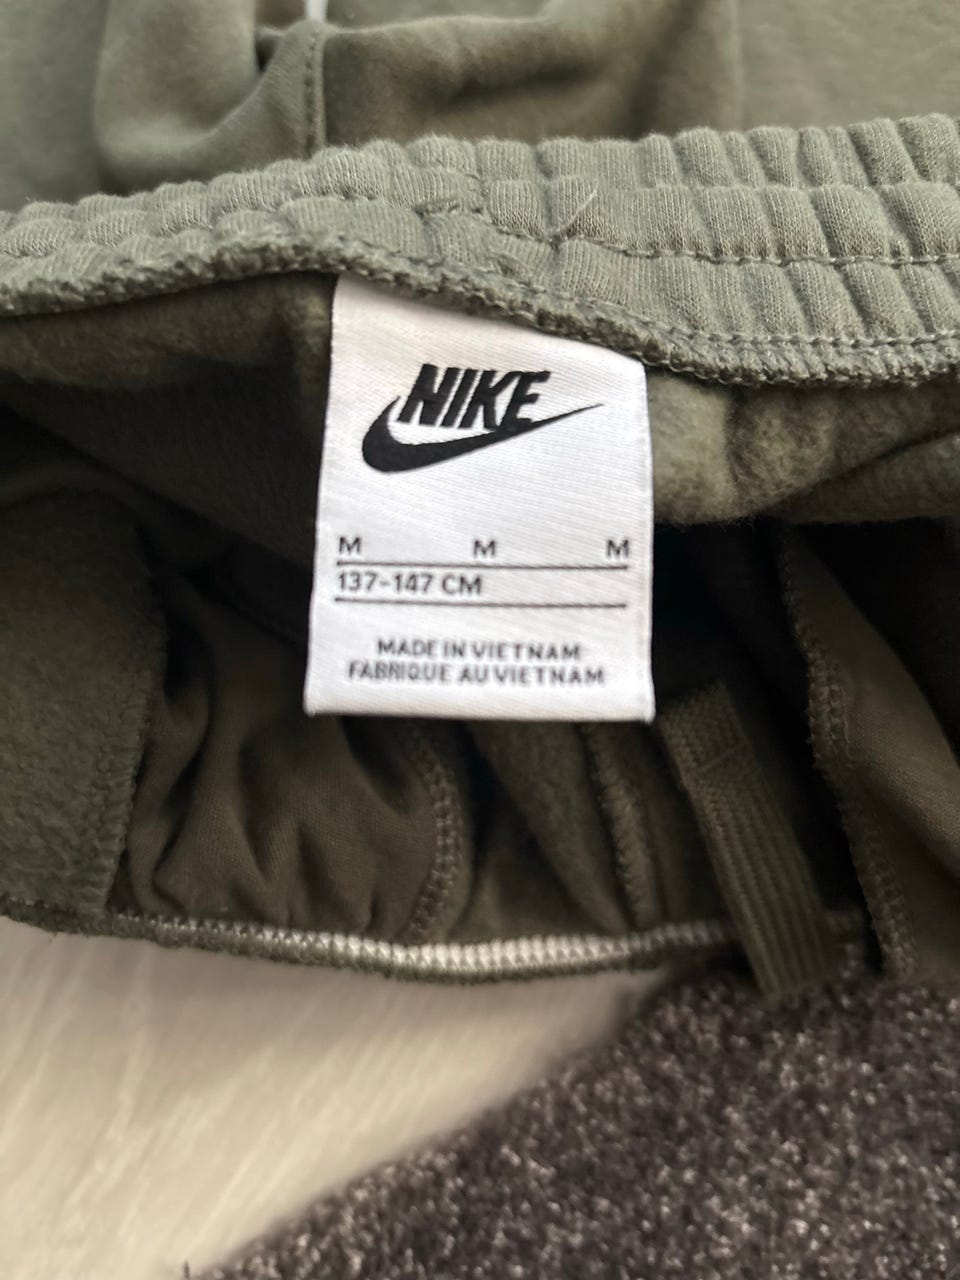 NIKE
M M M
137-147 CM
MADE IN VIETNAM
FABRIQUE AU VIETNAM